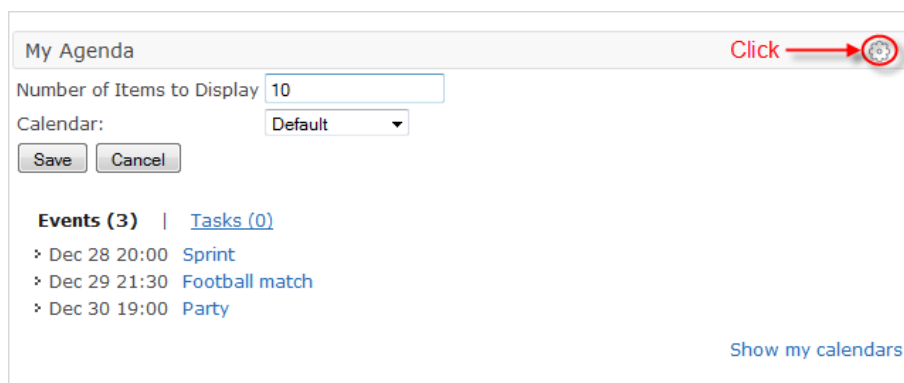 My Agenda Click
Number of Items to Display 10
Calendar: Default
Save Cancel
Events (3) | Tasks (0)
Dec 28 20:00 Sprint
Dec 29 21:30 Football match
Dec 30 19:00 Party
Show my calendars